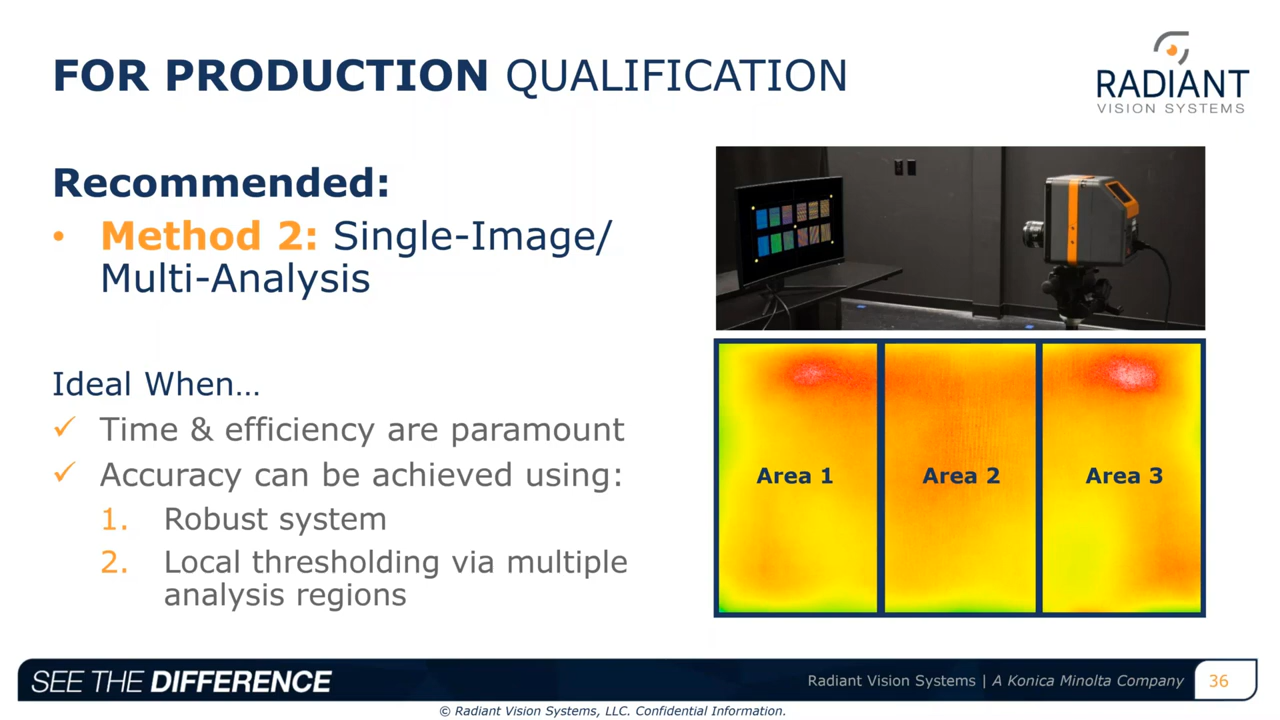 FOR PRODUCTION QUALIFICATION
RADIANT
VISION SYSTEMS
Recommended:
• Method 2: Single-Image/
Multi-Analysis
Ideal When…
✓ Time & efficiency are paramount
✓ Accuracy can be achieved using:
1. Robust system
2. Local thresholding via multiple
analysis regions
Area 1
Area 2
Area 3
SEE THE DIFFERENCE
Radiant Vision Systems | A Konica Minolta Company
36
© Radiant Vision Systems, LLC. Confidential Information.